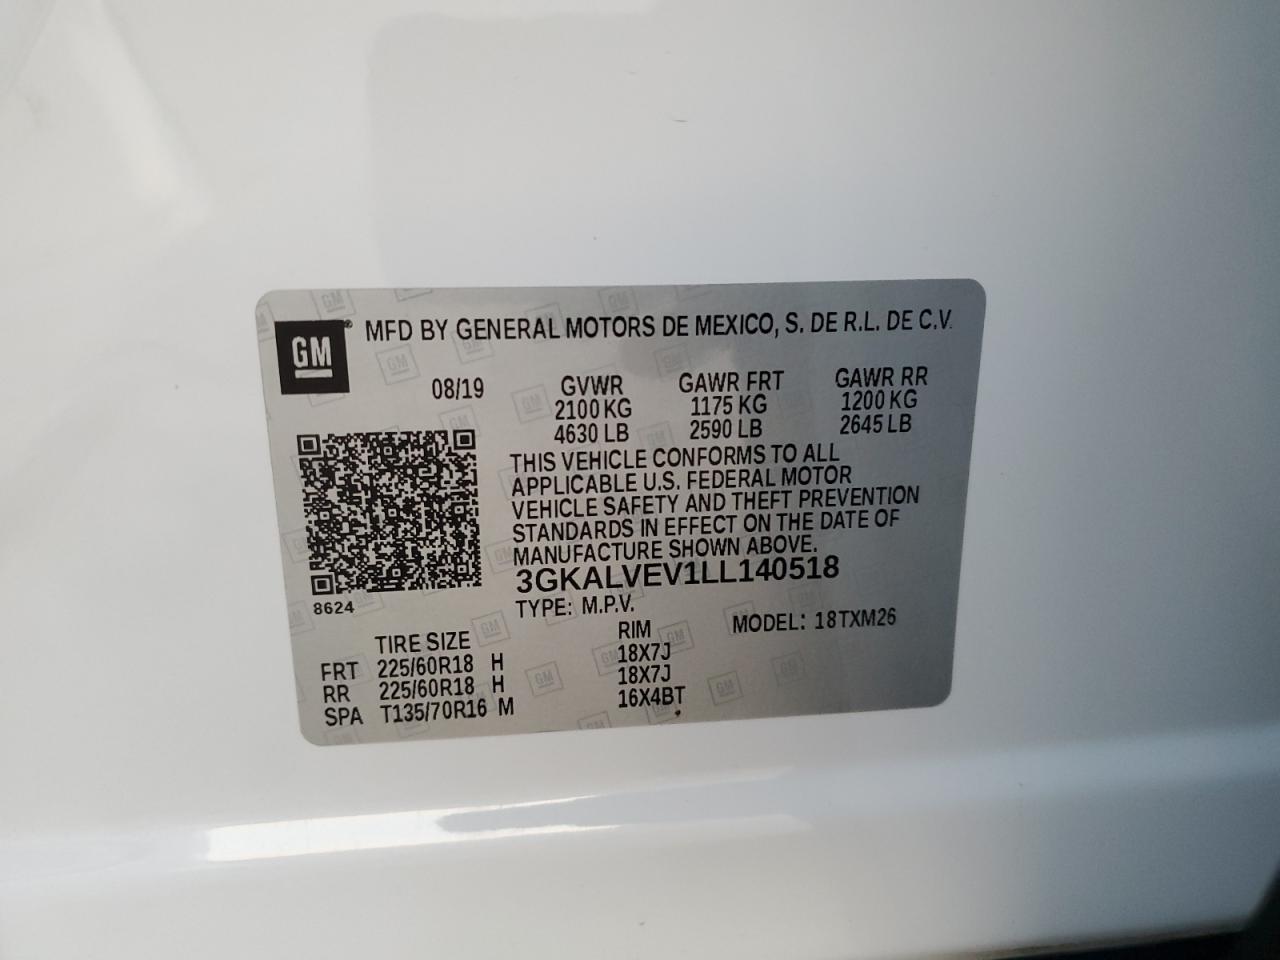 GM® MFD BY GENERAL MOTORS DE MEXICO, S. DE R.L. DE C.V.
08/19 GVWR GAWR FRT GAWR RR
2100 KG 1175 KG 1200 KG
4630 LB 2590 LB 2645 LB
THIS VEHICLE CONFORMS TO ALL
APPLICABLE U.S. FEDERAL MOTOR
VEHICLE SAFETY AND THEFT PREVENTION
STANDARDS IN EFFECT ON THE DATE OF
MANUFACTURE SHOWN ABOVE.
3GKALVEV1LL140518
8624 TYPE: M.P.V. MODEL: 18TXM26
TIRE SIZE RIM
FRT 225/60R18 H 18X7J
RR 225/60R18 H 18X7J
SPA T135/70R16 M 16X4BT